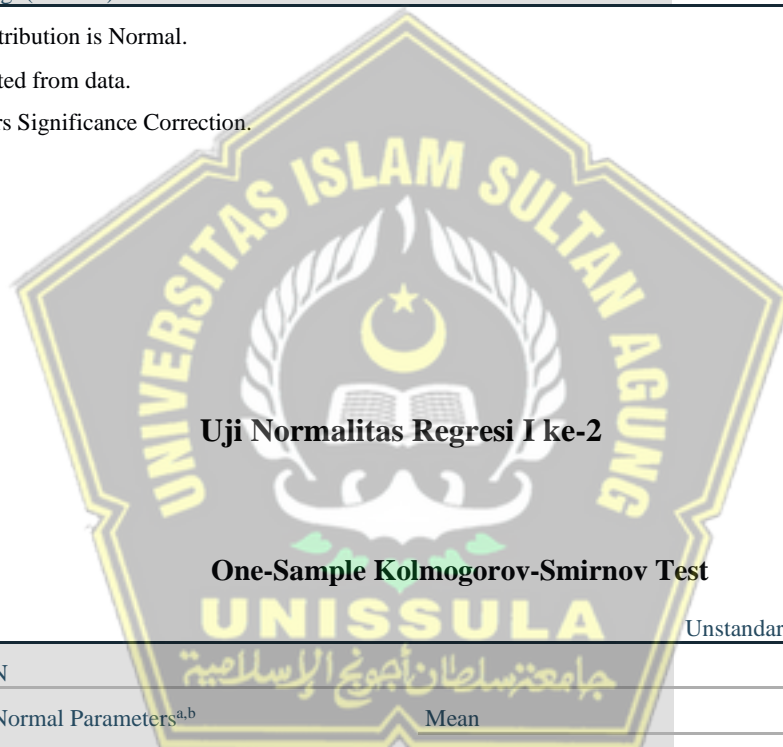 tribution is Normal.
ted from data.
rs Significance Correction.
UNIVERSITAS ISLAM SULTAN AGUNG
Uji Normalitas Regresi I ke-2
One-Sample Kolmogorov-Smirnov Test
UNISSULA
جامعة سلطان أجونج الإسلامية
Unstandar
N
Normal Parametersa,b Mean